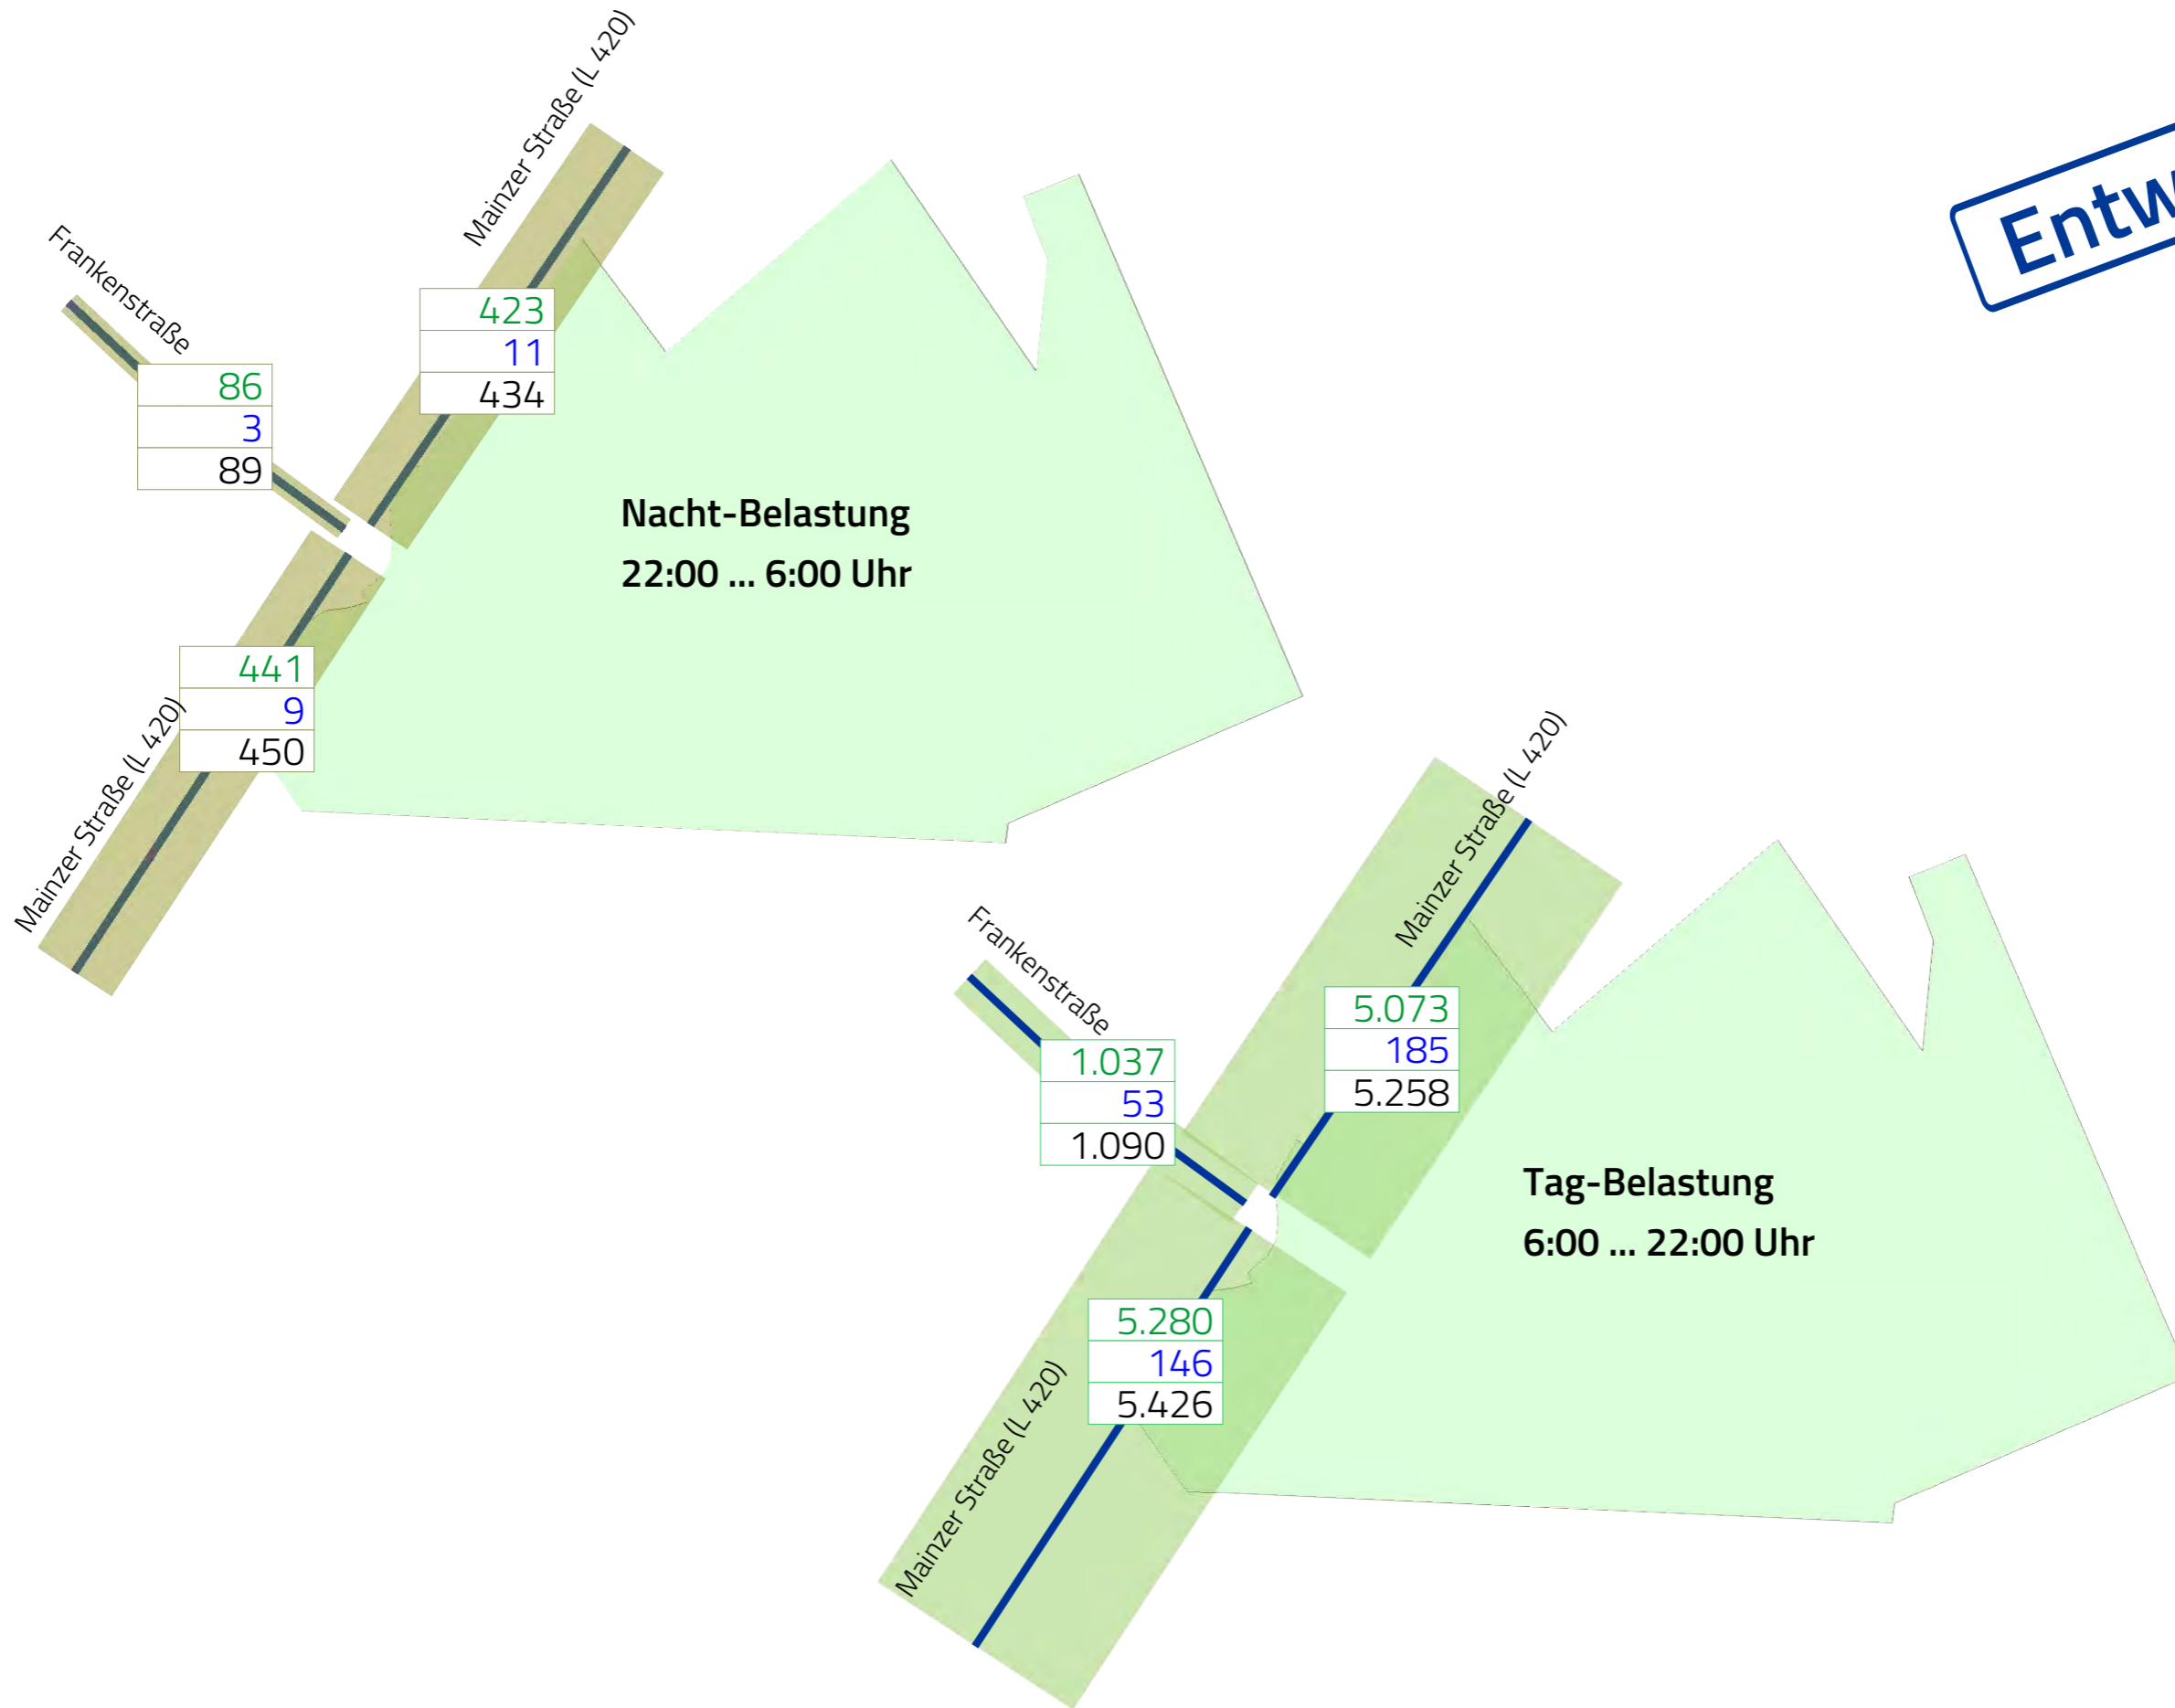 Mainzer Straße (L 420)
Frankenstraße
423
11
434
86
3
89
Nacht-Belastung
22:00 ... 6:00 Uhr
441
9
450
Mainzer Straße (L 420)
Entw
Mainzer Straße (L 420)
Frankenstraße
5.073
185
5.258
1.037
53
1.090
Tag-Belastung
6:00 ... 22:00 Uhr
5.280
146
5.426
Mainzer Straße (L 420)